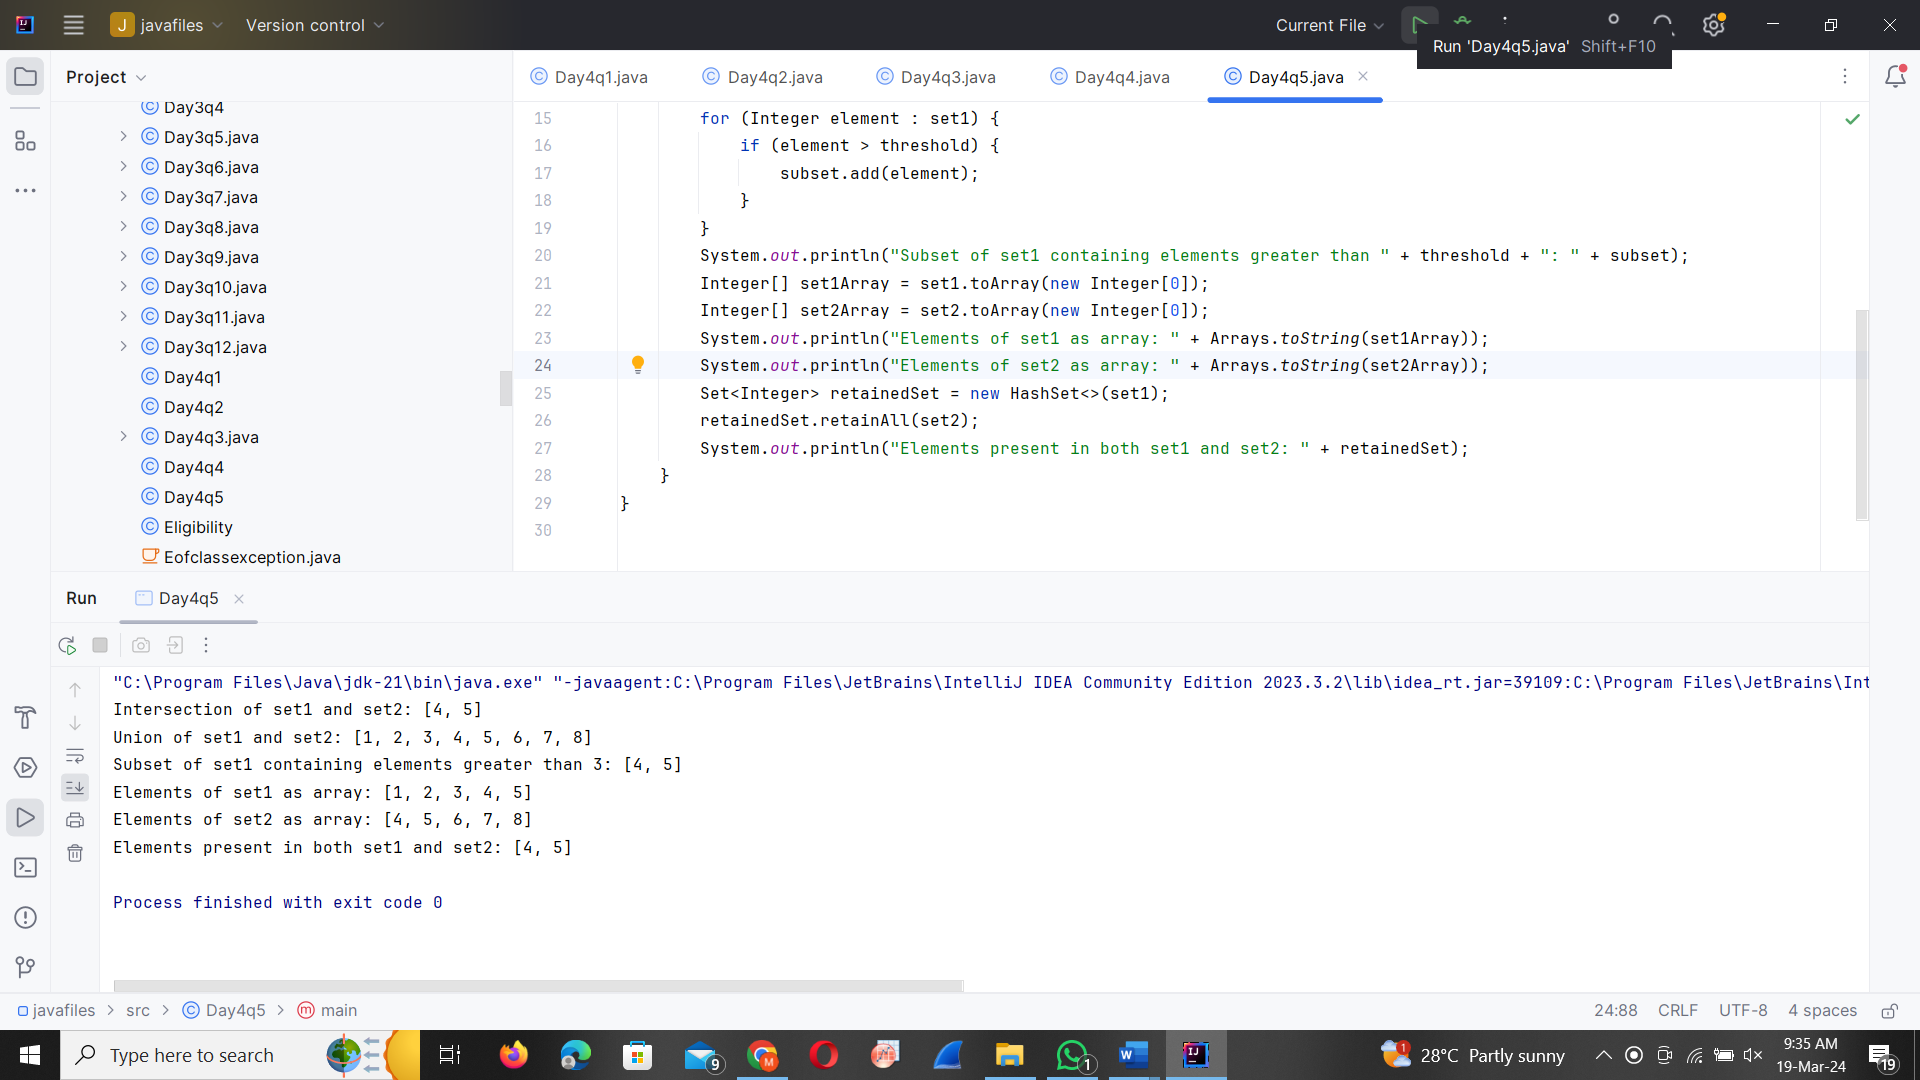 J javafiles Version control Current File
Run 'Day4q5.java' Shift+F10
Project
Day4q1.java Day4q2.java Day4q3.java Day4q4.java Day4q5.java
Day3q4
Day3q5.java
Day3q6.java
Day3q7.java
Day3q8.java
Day3q9.java
Day3q10.java
Day3q11.java
Day3q12.java
Day4q1
Day4q2
Day4q3.java
Day4q4
Day4q5
Eligibility
Eofclassexception.java
15 for (Integer element : set1) {
16 if (element > threshold) {
17 subset.add(element);
18 }
19 }
20 System.out.println("Subset of set1 containing elements greater than " + threshold + ": " + subset);
21 Integer[] set1Array = set1.toArray(new Integer[0]);
22 Integer[] set2Array = set2.toArray(new Integer[0]);
23 System.out.println("Elements of set1 as array: " + Arrays.toString(set1Array));
24 System.out.println("Elements of set2 as array: " + Arrays.toString(set2Array));
25 Set<Integer> retainedSet = new HashSet<>(set1);
26 retainedSet.retainAll(set2);
27 System.out.println("Elements present in both set1 and set2: " + retainedSet);
28 }
29 }
30
Run Day4q5
"C:\Program Files\Java\jdk-21\bin\java.exe" "-javaagent:C:\Program Files\JetBrains\IntelliJ IDEA Community Edition 2023.3.2\lib\idea_rt.jar=39109:C:\Program Files\JetBrains\Int
Intersection of set1 and set2: [4, 5]
Union of set1 and set2: [1, 2, 3, 4, 5, 6, 7, 8]
Subset of set1 containing elements greater than 3: [4, 5]
Elements of set1 as array: [1, 2, 3, 4, 5]
Elements of set2 as array: [4, 5, 6, 7, 8]
Elements present in both set1 and set2: [4, 5]
Process finished with exit code 0
javafiles > src > Day4q5 > main 24:88 CRLF UTF-8 4 spaces
Type here to search 9 M 1 W IJ 1 28°C Partly sunny 9:35 AM
19-Mar-24 19